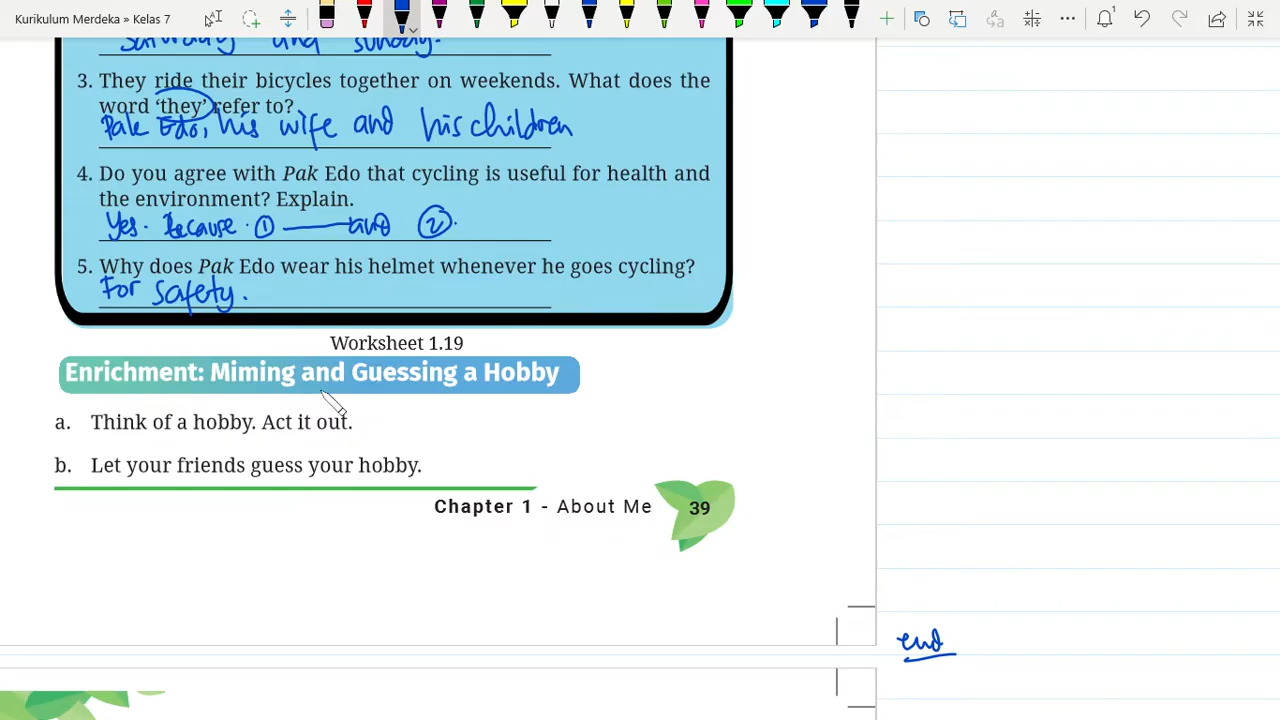 Kurikulum Merdeka » Kelas 7
Saturday and Sunday.
3. They ride their bicycles together on weekends. What does the
word ‘they’ refer to?
Pak Edo, his wife and his children
4. Do you agree with Pak Edo that cycling is useful for health and
the environment? Explain.
Yes. Because ① and ②.
5. Why does Pak Edo wear his helmet whenever he goes cycling?
For safety.
Worksheet 1.19
Enrichment: Miming and Guessing a Hobby
a. Think of a hobby. Act it out.
b. Let your friends guess your hobby.
Chapter 1 - About Me 39
end